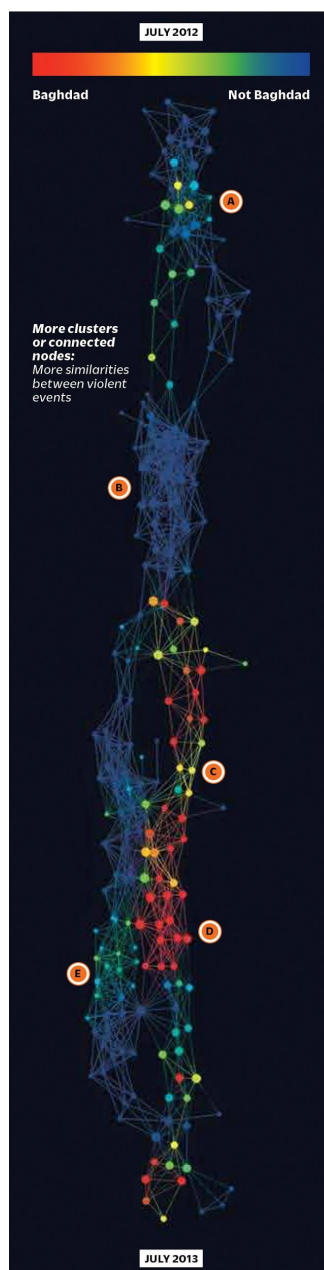 JULY 2012
Baghdad
Not Baghdad
A
More clusters
or connected
nodes:
More similarities
between violent
events
B
C
D
E
JULY 2013